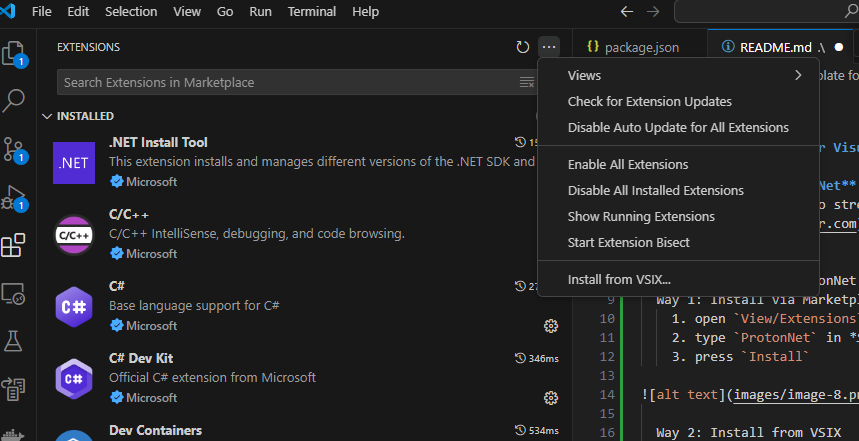 File Edit Selection View Go Run Terminal Help
EXTENSIONS
package.json
README.md .\
Search Extensions in Marketplace
INSTALLED
.NET
.NET Install Tool
This extension installs and manages different versions of the .NET SDK and
Microsoft
C/C++
C/C++
C/C++ IntelliSense, debugging, and code browsing.
Microsoft
C#
C#
27
Base language support for C#
Microsoft
C#
C# Dev Kit
346ms
Official C# extension from Microsoft
Microsoft
Dev Containers
534ms
1
1
1
Views
Check for Extension Updates
Disable Auto Update for All Extensions
Enable All Extensions
Disable All Installed Extensions
Show Running Extensions
Start Extension Bisect
Install from VSIX...
plate fo
r Visu
Net**
o stre
r.com
onNet
9 Way 1: Install via Marketpl
10 1. open `View/Extensions`
11 2. type `ProtonNet` in *S
12 3. press `Install`
13
14 ![alt text](images/image-8.pn
15
16 Way 2: Install from VSIX